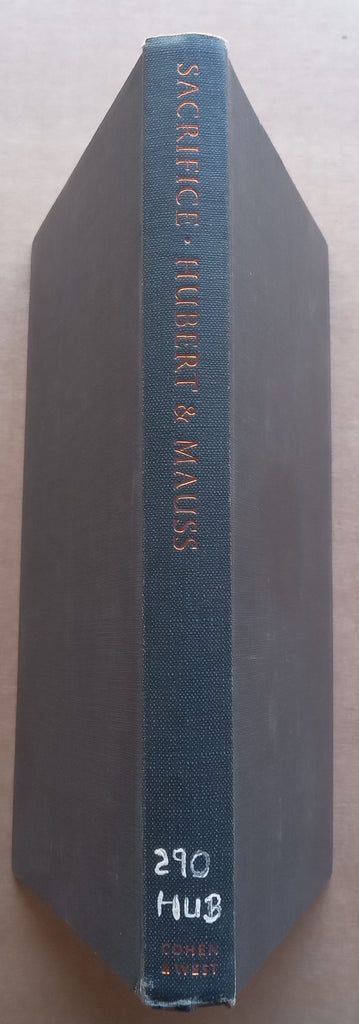 SACRIFICE · HUBERT & MAUSS
290
HUB
COHEN
& WEST